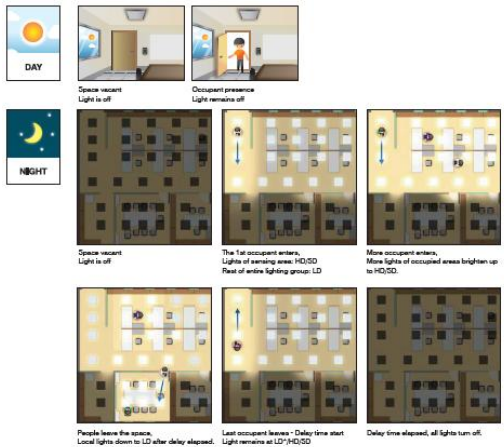 DAY
Space vacant
Light is off
Occupant presence
Light remains off
NIGHT
Space vacant
Light is off
The 1st occupant enters,
Lights of sensing area: HD/SD
Rest of entire lighting group: LD
More occupant enters,
More lights of occupied areas brighten up
to HD/SD.
People leave the space,
Local lights down to LD after delay elapsed.
Last occupant leaves - Delay time start
Light remains at LD*/HD/SD
Delay time elapsed, all lights turn off.